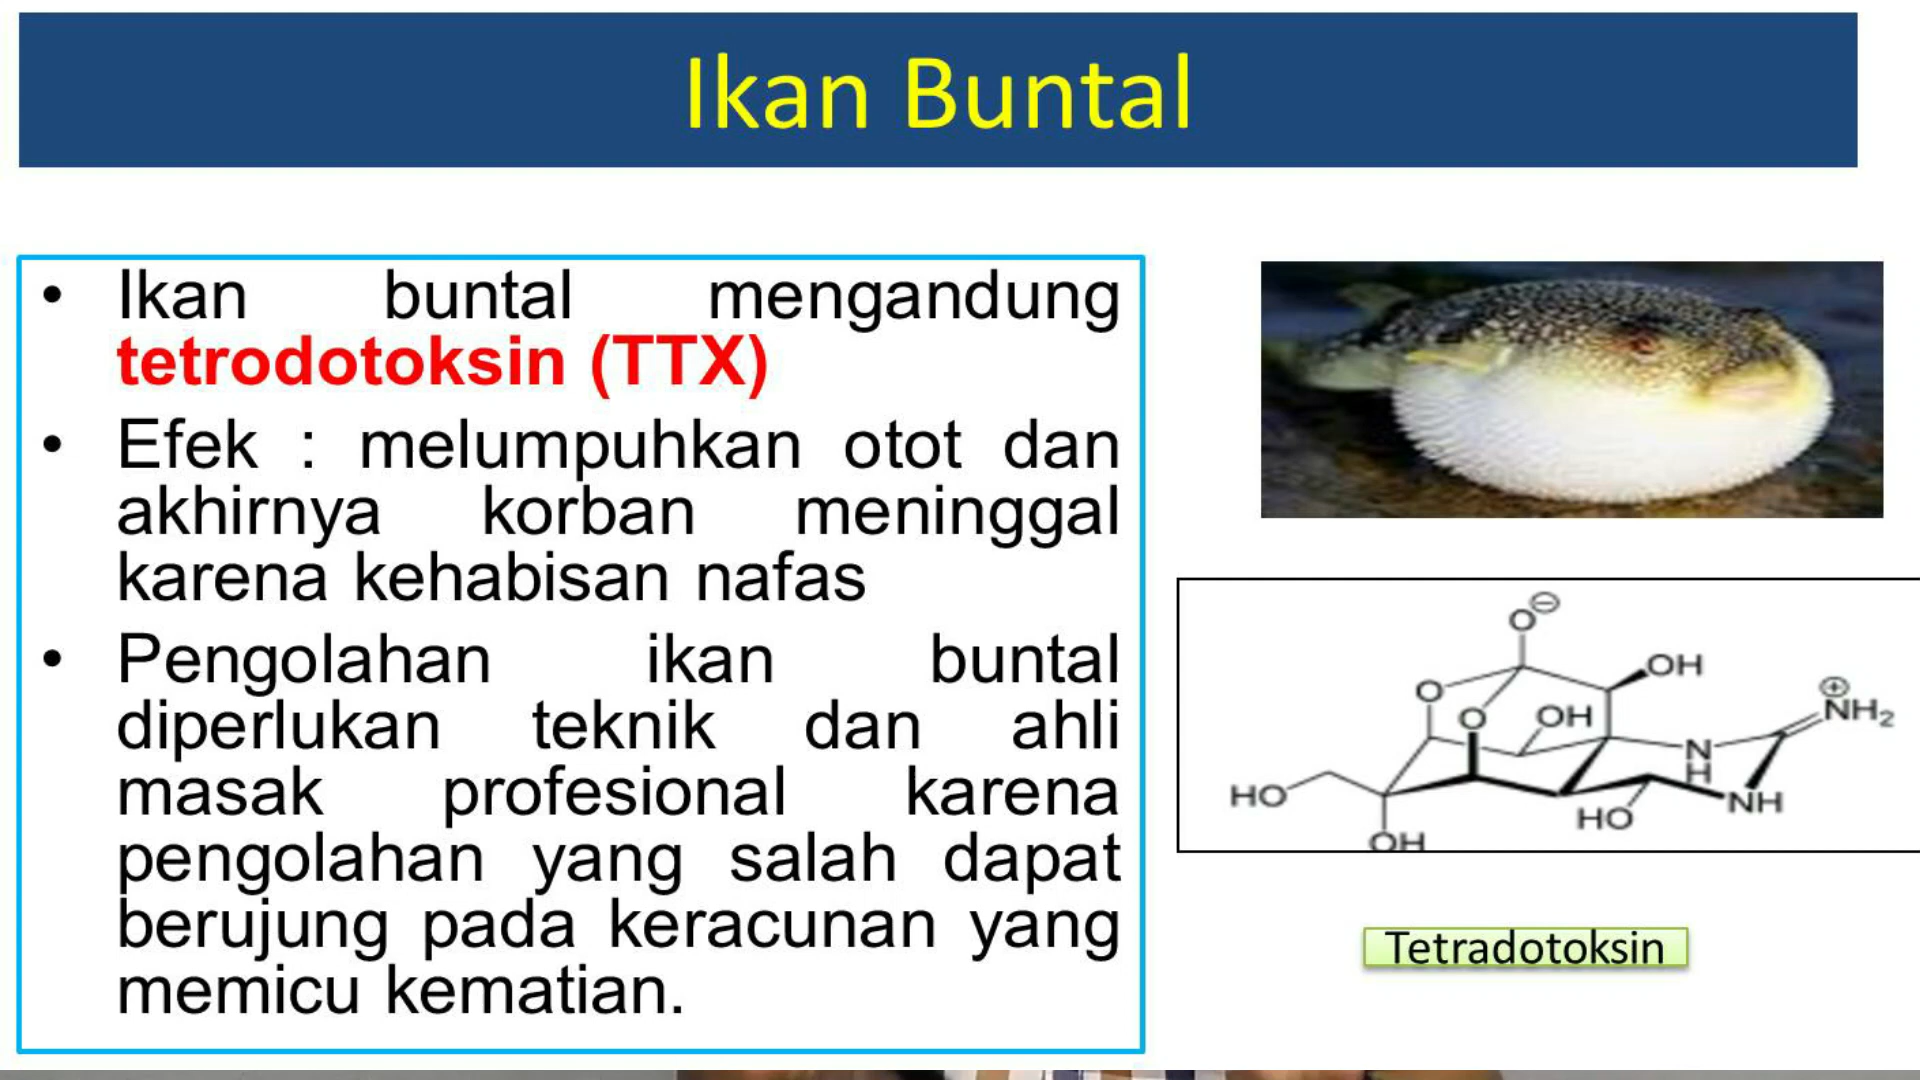 Ikan Buntal
• Ikan buntal mengandung
tetrodotoksin (TTX)
• Efek : melumpuhkan otot dan
akhirnya korban meninggal
karena kehabisan nafas
• Pengolahan ikan buntal
diperlukan teknik dan ahli
masak profesional karena
pengolahan yang salah dapat
berujung pada keracunan yang
memicu kematian.
O⊖
OH
O
O
OH
⊕
NH₂
N
H
HO
NH
HO
OH
Tetradotoksin